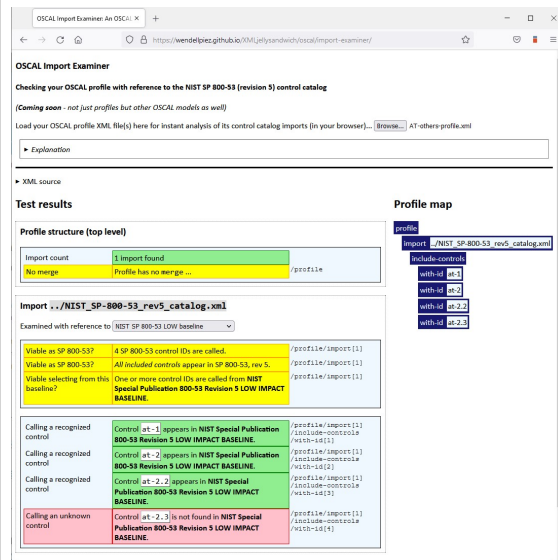 OSCAL Import Examiner: An OSCAL
https://wendellpiez.github.io/XMLjellysandwich/oscal/import-examiner/
OSCAL Import Examiner
Checking your OSCAL profile with reference to the NIST SP 800-53 (revision 5) control catalog
(Coming soon - not just profiles but other OSCAL models as well)
Load your OSCAL profile XML file(s) here for instant analysis of its control catalog imports (in your browser)... Browse... AT-others-profile.xml
► Explanation
► XML source
Test results
Profile structure (top level)
Import count 1 import found
No merge Profile has no merge ... /profile
Import ../NIST_SP-800-53_rev5_catalog.xml
Examined with reference to NIST SP 800-53 LOW baseline
Viable as SP 800-53? 4 SP 800-53 control IDs are called. /profile/import[1]
Viable as SP 800-53? All included controls appear in SP 800-53, rev 5. /profile/import[1]
Viable selecting from this One or more control IDs are called from NIST /profile/import[1]
baseline? Special Publication 800-53 Revision 5 LOW IMPACT
BASELINE.
Calling a recognized Control at-1 appears in NIST Special Publication /profile/import[1]
control 800-53 Revision 5 LOW IMPACT BASELINE. /include-controls
/with-id[1]
Calling a recognized Control at-2 appears in NIST Special Publication /profile/import[1]
control 800-53 Revision 5 LOW IMPACT BASELINE. /include-controls
/with-id[2]
Calling a recognized Control at-2.2 appears in NIST Special /profile/import[1]
control Publication 800-53 Revision 5 LOW IMPACT /include-controls
BASELINE. /with-id[3]
Calling an unknown Control at-2.3 is not found in NIST Special /profile/import[1]
control Publication 800-53 Revision 5 LOW IMPACT /include-controls
BASELINE. /with-id[4]
Profile map
profile
import ../NIST_SP-800-53_rev5_catalog.xml
include-controls
with-id at-1
with-id at-2
with-id at-2.2
with-id at-2.3